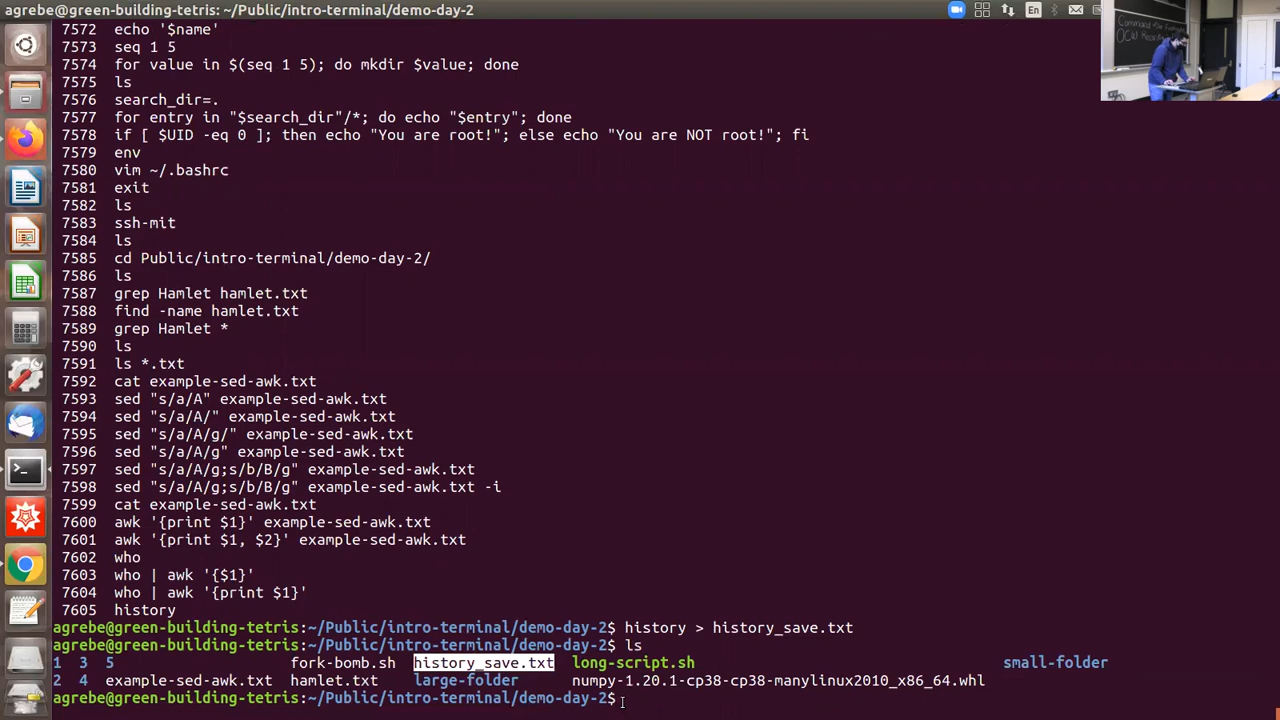 agrebe@green-building-tetris: ~/Public/intro-terminal/demo-day-2
En
Command
OCW
7572 echo '$name'
7573 seq 1 5
7574 for value in $(seq 1 5); do mkdir $value; done
7575 ls
7576 search_dir=.
7577 for entry in "$search_dir"/*; do echo "$entry"; done
7578 if [ $UID -eq 0 ]; then echo "You are root!"; else echo "You are NOT root!"; fi
7579 env
7580 vim ~/.bashrc
7581 exit
7582 ls
7583 ssh-mit
7584 ls
7585 cd Public/intro-terminal/demo-day-2/
7586 ls
7587 grep Hamlet hamlet.txt
7588 find -name hamlet.txt
7589 grep Hamlet *
7590 ls
7591 ls *.txt
7592 cat example-sed-awk.txt
7593 sed "s/a/A" example-sed-awk.txt
7594 sed "s/a/A/" example-sed-awk.txt
7595 sed "s/a/A/g/" example-sed-awk.txt
7596 sed "s/a/A/g" example-sed-awk.txt
7597 sed "s/a/A/g;s/b/B/g" example-sed-awk.txt
7598 sed "s/a/A/g;s/b/B/g" example-sed-awk.txt -i
7599 cat example-sed-awk.txt
7600 awk '{print $1}' example-sed-awk.txt
7601 awk '{print $1, $2}' example-sed-awk.txt
7602 who
7603 who | awk '{$1}'
7604 who | awk '{print $1}'
7605 history
agrebe@green-building-tetris:~/Public/intro-terminal/demo-day-2$ history > history_save.txt
agrebe@green-building-tetris:~/Public/intro-terminal/demo-day-2$ ls
1 3 5 fork-bomb.sh history_save.txt long-script.sh small-folder
2 4 example-sed-awk.txt hamlet.txt large-folder numpy-1.20.1-cp38-cp38-manylinux2010_x86_64.whl
agrebe@green-building-tetris:~/Public/intro-terminal/demo-day-2$